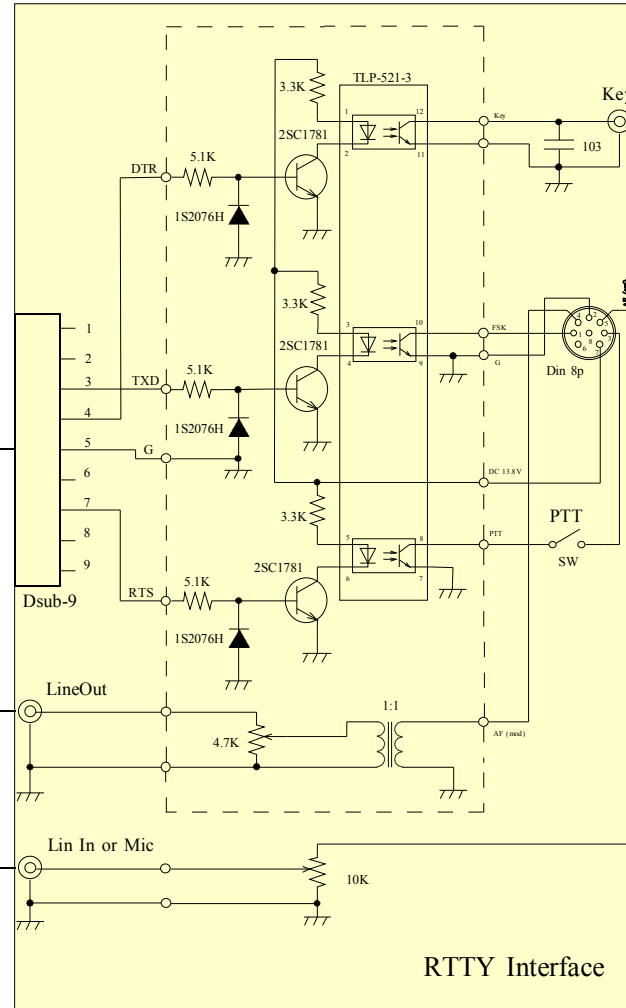 TLP-521-3
3.3K
1
12
Key
Key
2SC1781
2
11
103
5.1K
DTR
1S2076H
3.3K
3
10
FSK
4
2
5
1
8
3
6
7
2SC1781
4
9
G
Din 8p
1
2
3
TXD
5.1K
4
1S2076H
5
G
6
DC 13.8V
7
3.3K
5
8
PTT
PTT
8
SW
9
2SC1781
6
7
Dsub-9
RTS
5.1K
1S2076H
LineOut
1:1
4.7K
AF (mod)
Lin In or Mic
10K
RTTY Interface